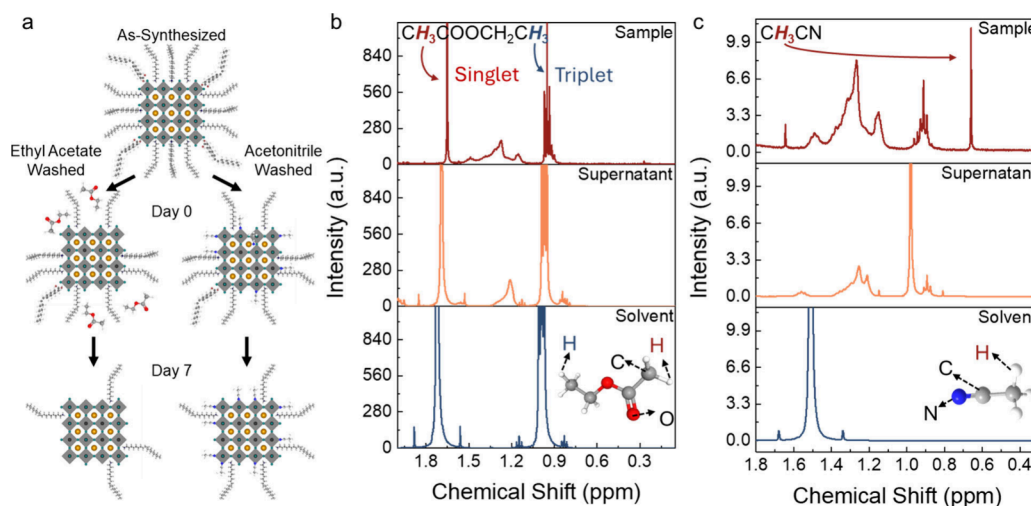 a
As-Synthesized
Ethyl Acetate
Washed
Acetonitrile
Washed
Day 0
Day 7
b
CH3COOCH2CH3
Sample
Singlet
Triplet
840
560
280
0
Supernatant
840
560
280
0
Solvent
840
560
280
0
H
C
H
O
1.8 1.5 1.2 0.9 0.6 0.3
Intensity (a.u.)
Chemical Shift (ppm)
c
CH3CN
Sample
9.9
6.6
3.3
0.0
Supernatant
9.9
6.6
3.3
0.0
Solvent
9.9
6.6
3.3
0.0
H
C
N
1.8 1.6 1.4 1.2 1.0 0.8 0.6 0.4
Intensity (a.u.)
Chemical Shift (ppm)